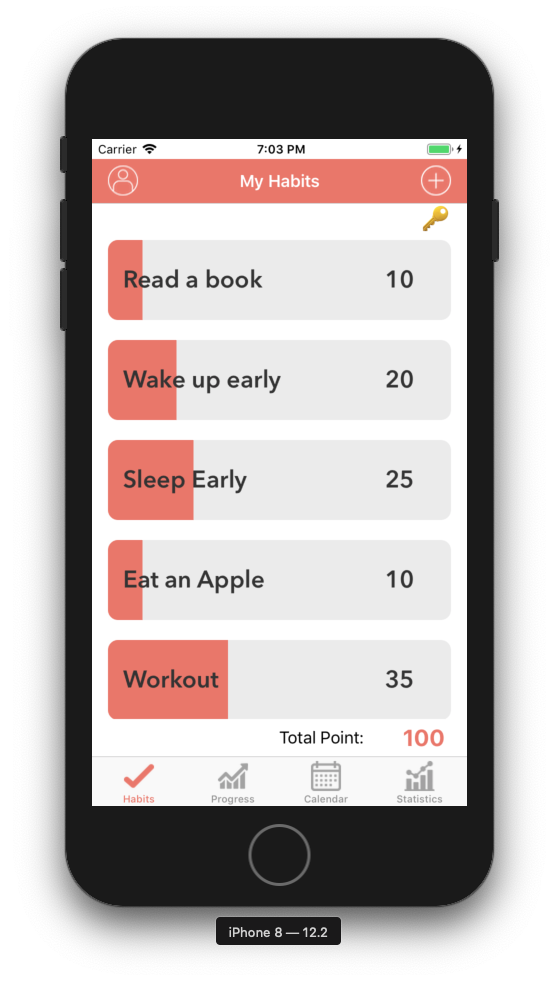 Carrier 7:03 PM
My Habits
Read a book 10
Wake up early 20
Sleep Early 25
Eat an Apple 10
Workout 35
Total Point: 100
Habits Progress Calendar Statistics
iPhone 8 — 12.2